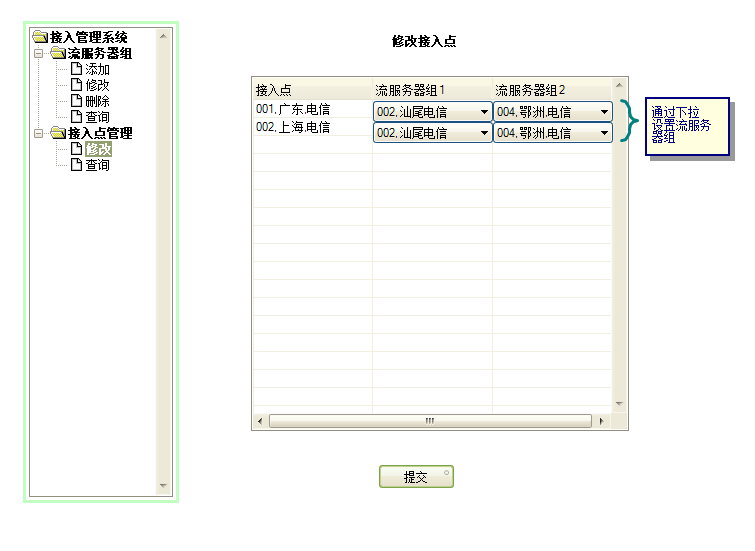 接入管理系统
流服务器组
添加
修改
删除
查询
接入点管理
修改
查询
修改接入点
接入点 流服务器组1 流服务器组2
001.广东.电信 002.汕尾电信 004.鄂洲.电信
002.上海.电信 002.汕尾电信 004.鄂洲.电信
通过下拉
设置流服务
器组
提交